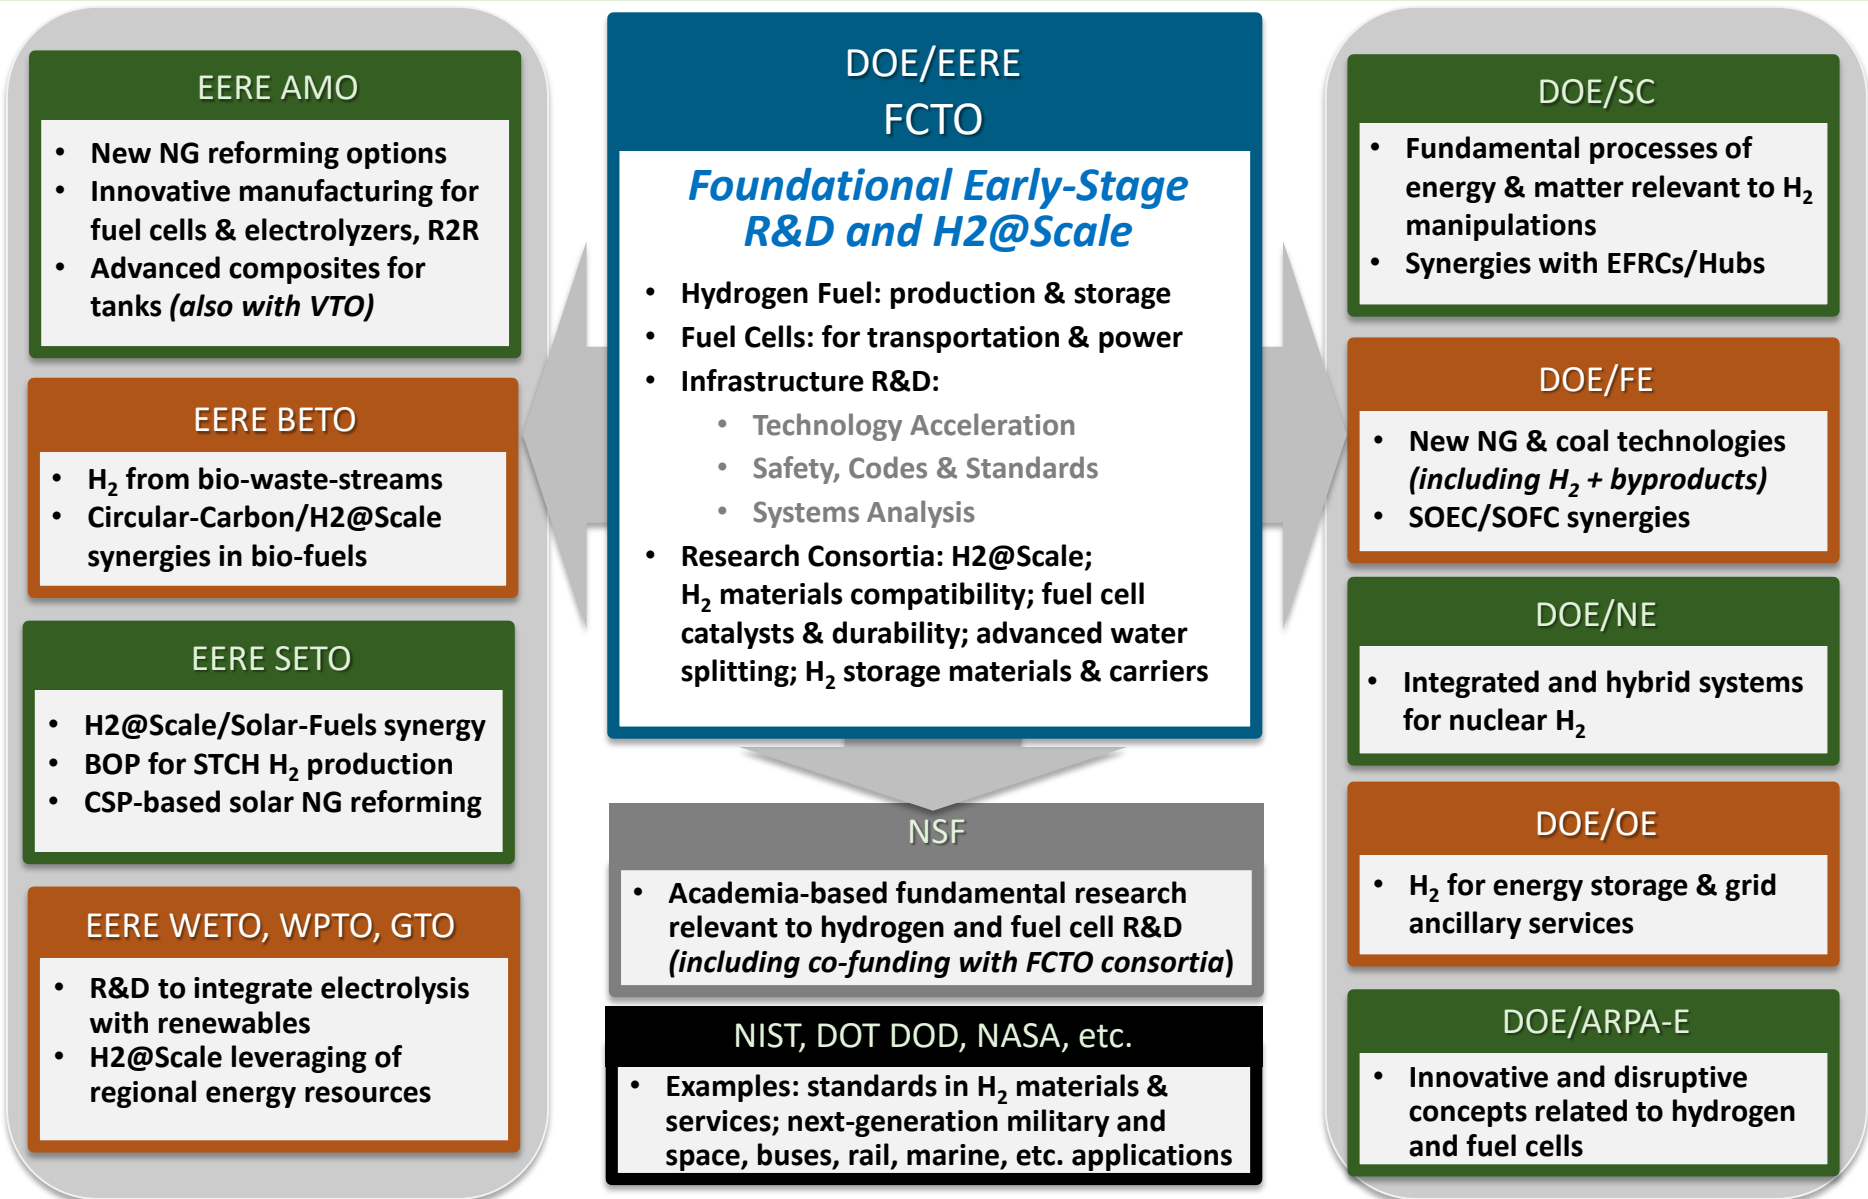 EERE AMO
• New NG reforming options
• Innovative manufacturing for
fuel cells & electrolyzers, R2R
• Advanced composites for
tanks (also with VTO)
EERE BETO
• H₂ from bio-waste-streams
• Circular-Carbon/H2@Scale
synergies in bio-fuels
EERE SETO
• H2@Scale/Solar-Fuels synergy
• BOP for STCH H₂ production
• CSP-based solar NG reforming
EERE WETO, WPTO, GTO
• R&D to integrate electrolysis
with renewables
• H2@Scale leveraging of
regional energy resources
DOE/EERE
FCTO
Foundational Early-Stage
R&D and H2@Scale
• Hydrogen Fuel: production & storage
• Fuel Cells: for transportation & power
• Infrastructure R&D:
• Technology Acceleration
• Safety, Codes & Standards
• Systems Analysis
• Research Consortia: H2@Scale;
H₂ materials compatibility; fuel cell
catalysts & durability; advanced water
splitting; H₂ storage materials & carriers
NSF
• Academia-based fundamental research
relevant to hydrogen and fuel cell R&D
(including co-funding with FCTO consortia)
NIST, DOT DOD, NASA, etc.
• Examples: standards in H₂ materials &
services; next-generation military and
space, buses, rail, marine, etc. applications
DOE/SC
• Fundamental processes of
energy & matter relevant to H₂
manipulations
• Synergies with EFRCs/Hubs
DOE/FE
• New NG & coal technologies
(including H₂ + byproducts)
• SOEC/SOFC synergies
DOE/NE
• Integrated and hybrid systems
for nuclear H₂
DOE/OE
• H₂ for energy storage & grid
ancillary services
DOE/ARPA-E
• Innovative and disruptive
concepts related to hydrogen
and fuel cells